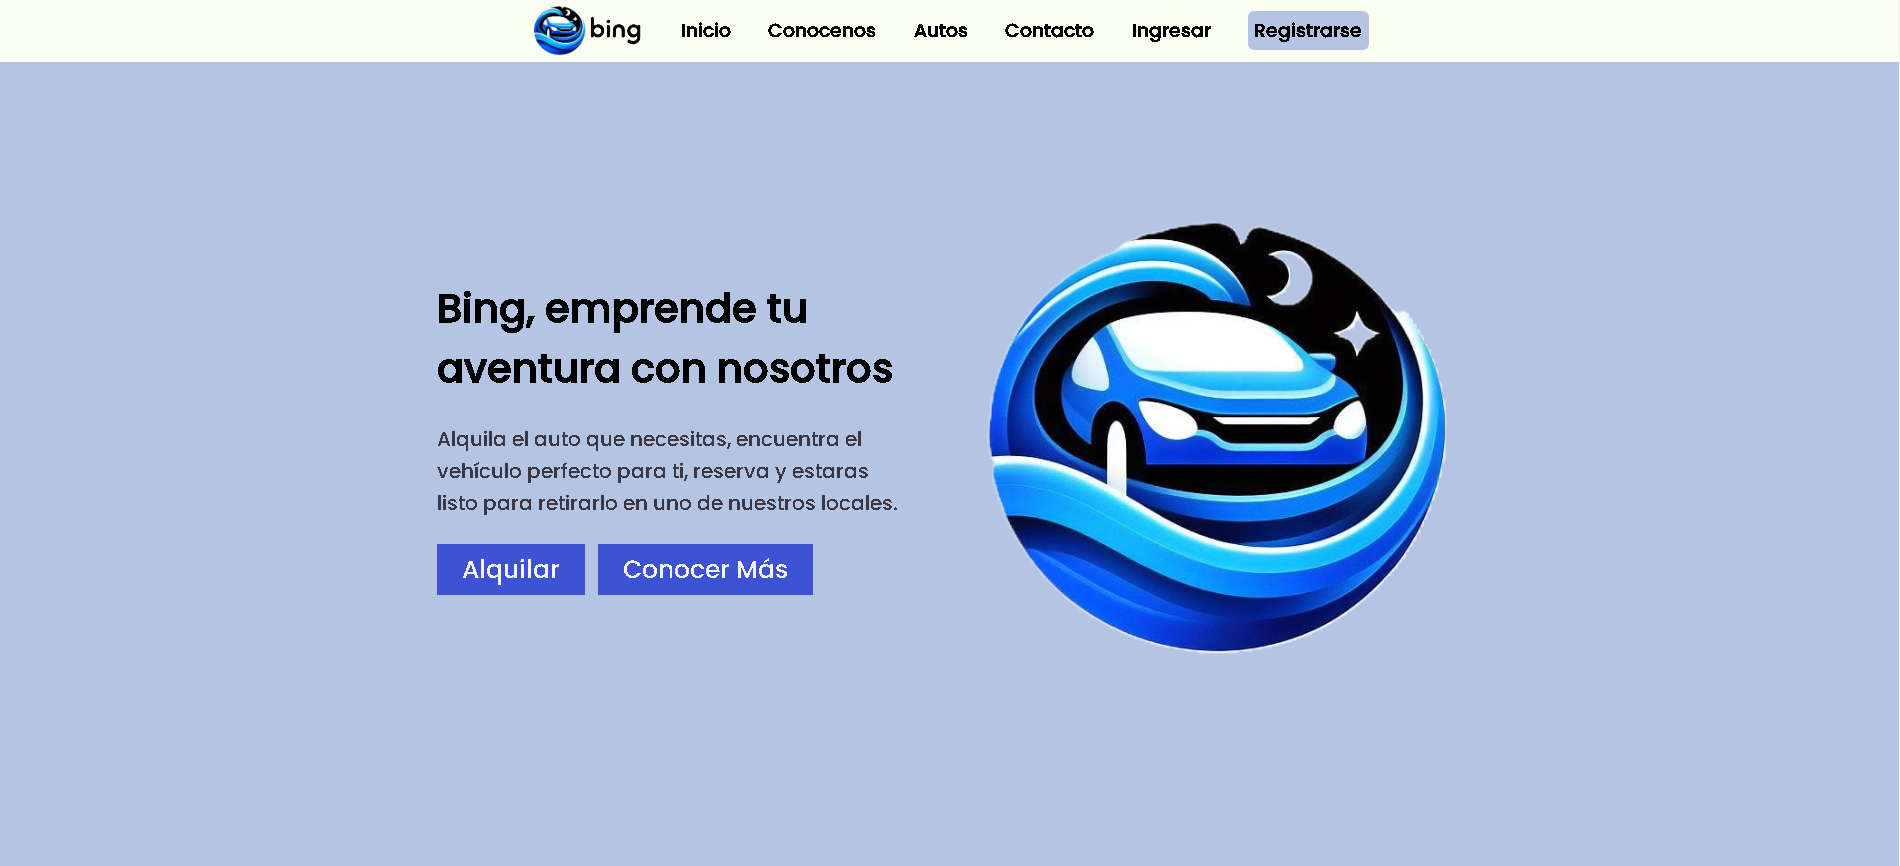 bing Inicio Conocenos Autos Contacto Ingresar Registrarse
Bing, emprende tu
aventura con nosotros
Alquila el auto que necesitas, encuentra el
vehículo perfecto para ti, reserva y estaras
listo para retirarlo en uno de nuestros locales.
Alquilar Conocer Más